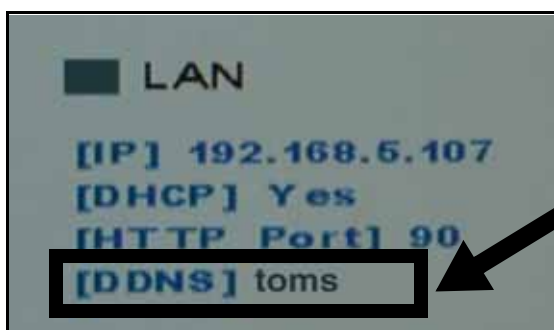 LAN
[IP] 192.168.5.107
[DHCP] Yes
[HTTP Port] 90
[DDNS] toms